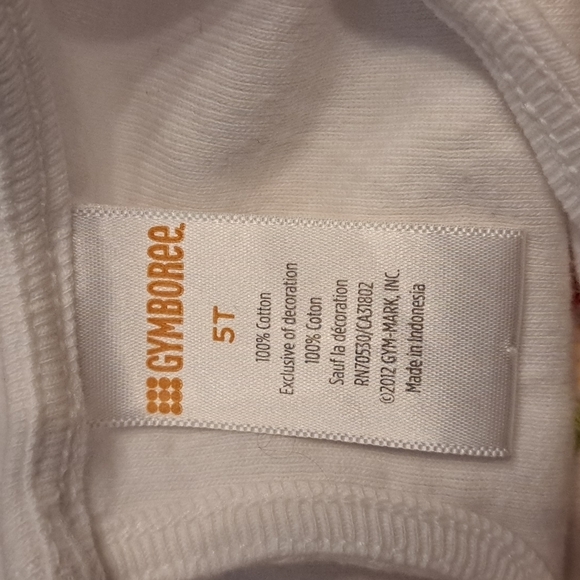 GYMBOREE
5T
100% Cotton
Exclusive of decoration
100% Coton
Sauf la décoration
RN70530/CA31802
©2012 GYM-MARK, INC.
Made in Indonesia